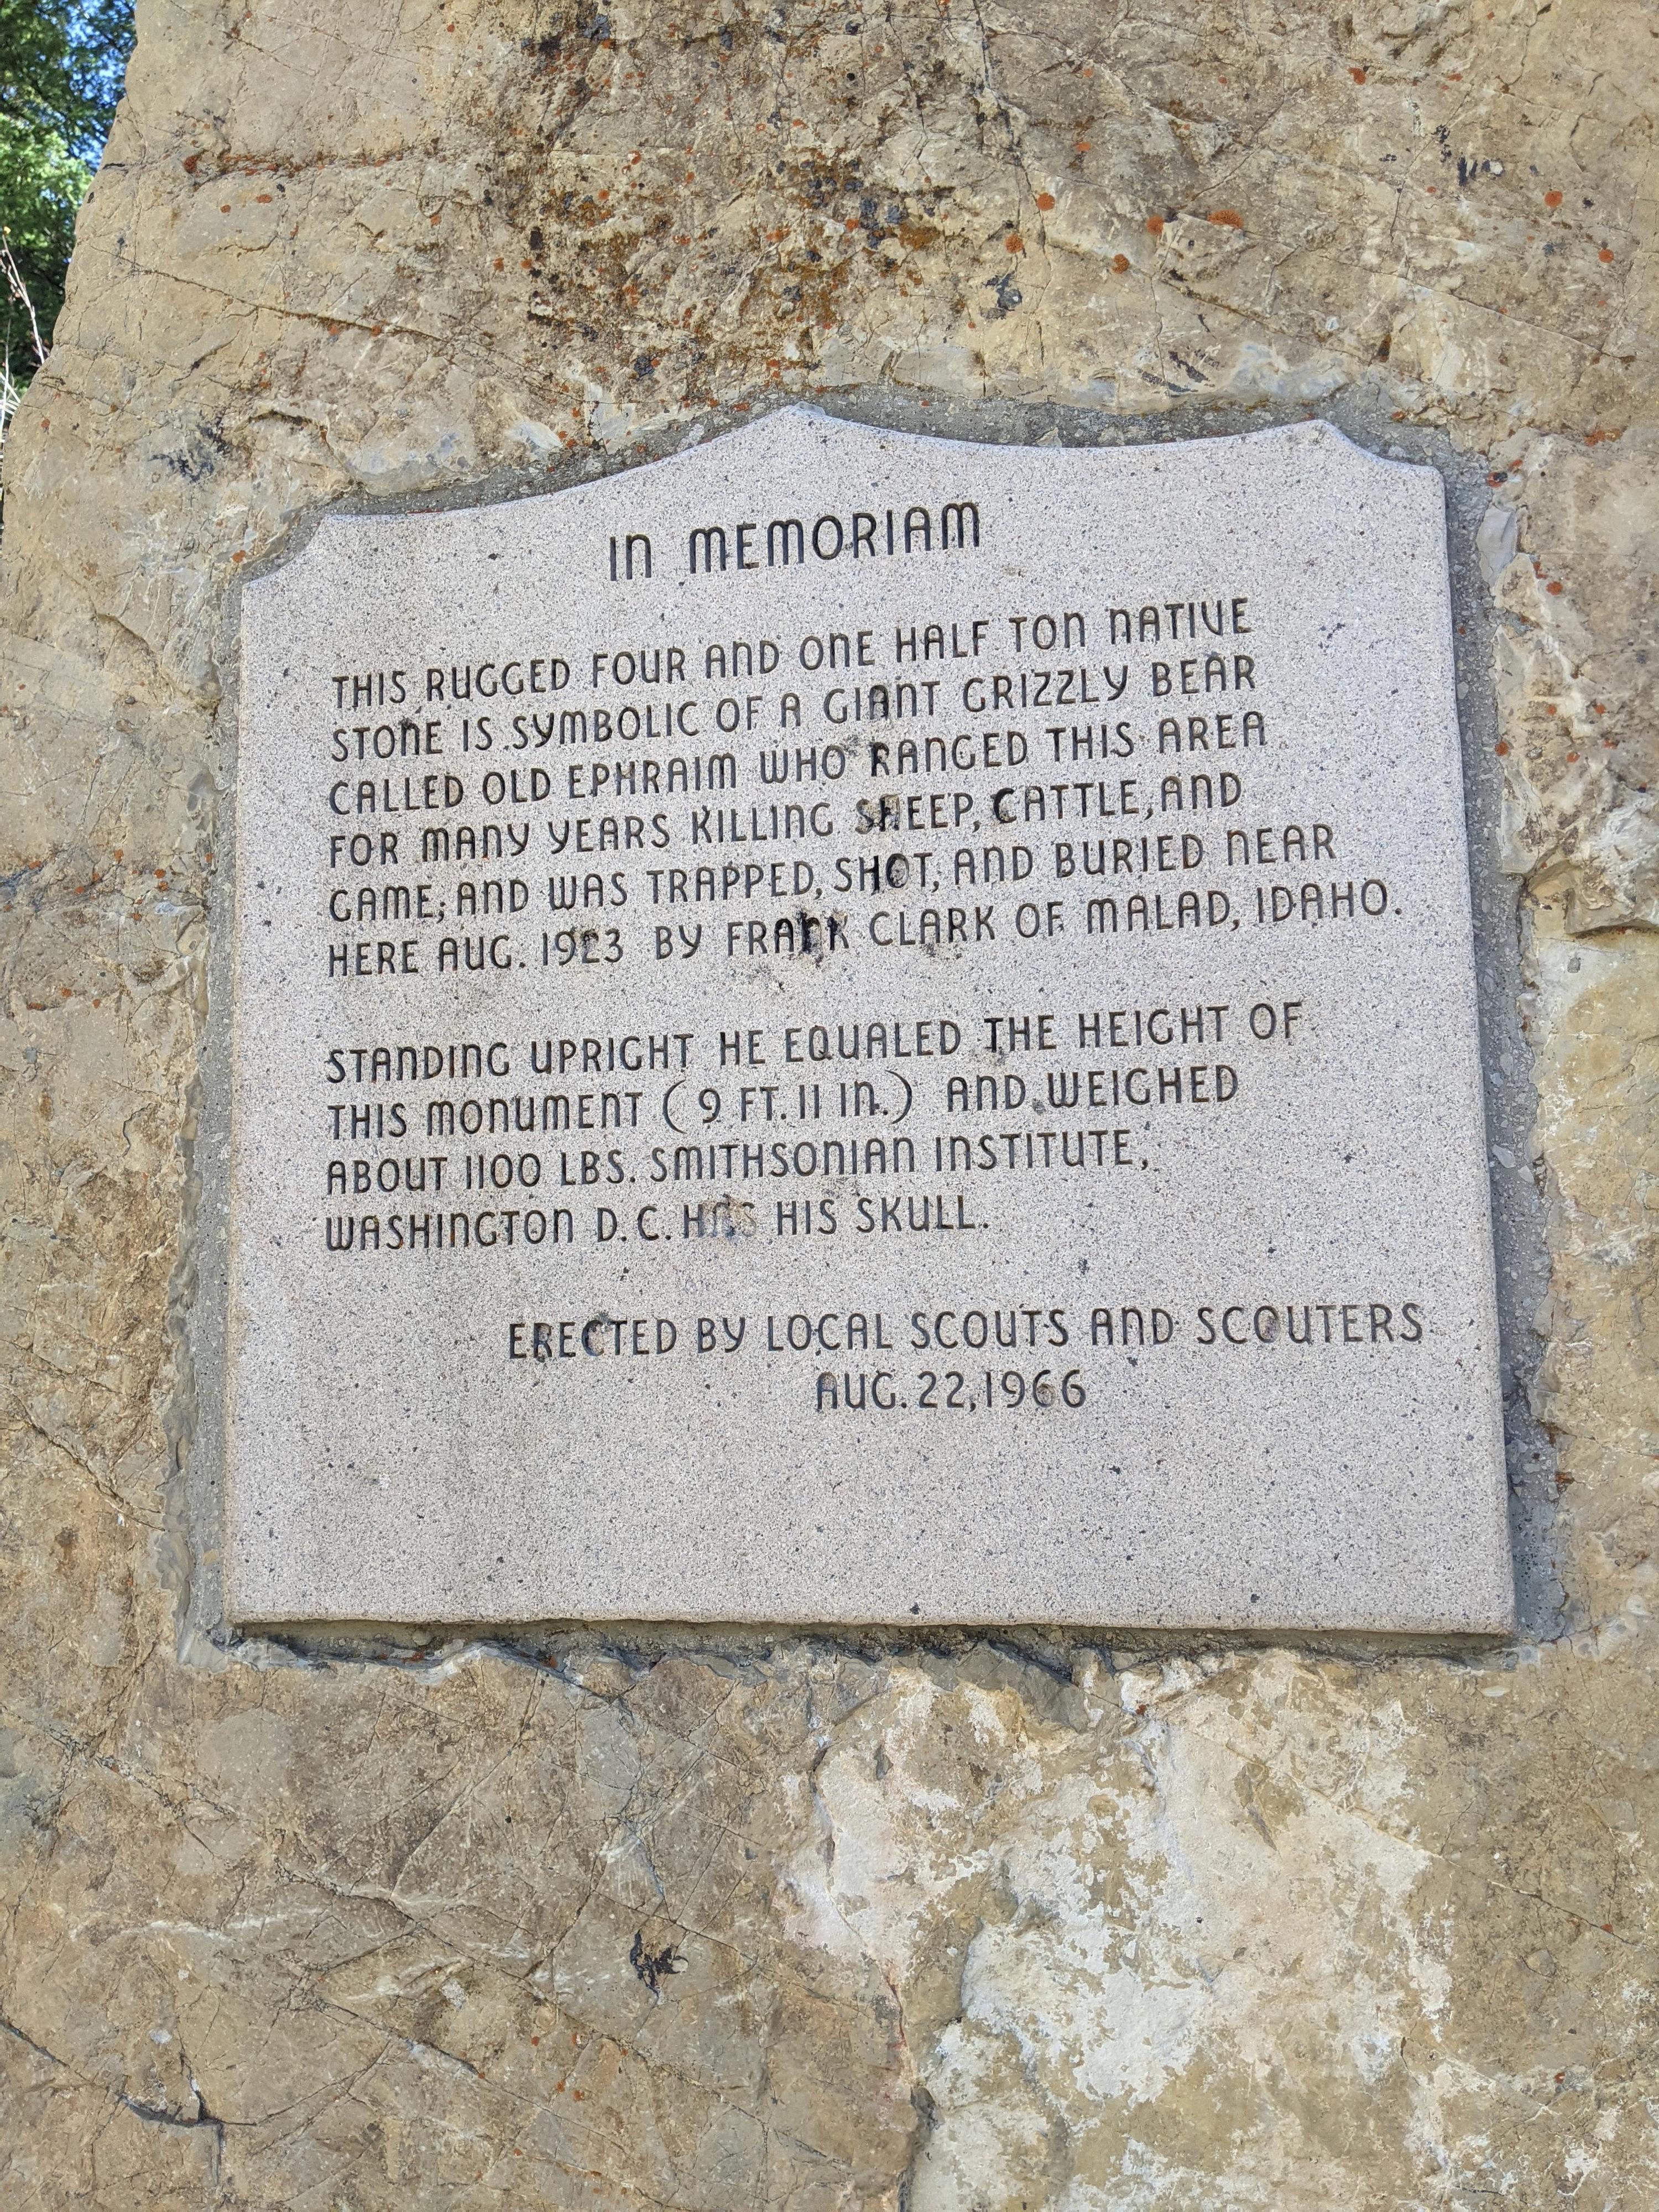 IN MEMORIAM
THIS RUGGED FOUR AND ONE HALF TON NATIVE
STONE IS SYMBOLIC OF A GIANT GRIZZLY BEAR
CALLED OLD EPHRAIM WHO RANGED THIS AREA
FOR MANY YEARS KILLING SHEEP, CATTLE, AND
GAME; AND WAS TRAPPED, SHOT, AND BURIED NEAR
HERE AUG. 1923 BY FRANK CLARK OF MALAD, IDAHO.
STANDING UPRIGHT HE EQUALED THE HEIGHT OF
THIS MONUMENT (9 FT. 11 IN.) AND WEIGHED
ABOUT 1100 LBS. SMITHSONIAN INSTITUTE,
WASHINGTON D.C. HAS HIS SKULL.
ERECTED BY LOCAL SCOUTS AND SCOUTERS
AUG. 22, 1966